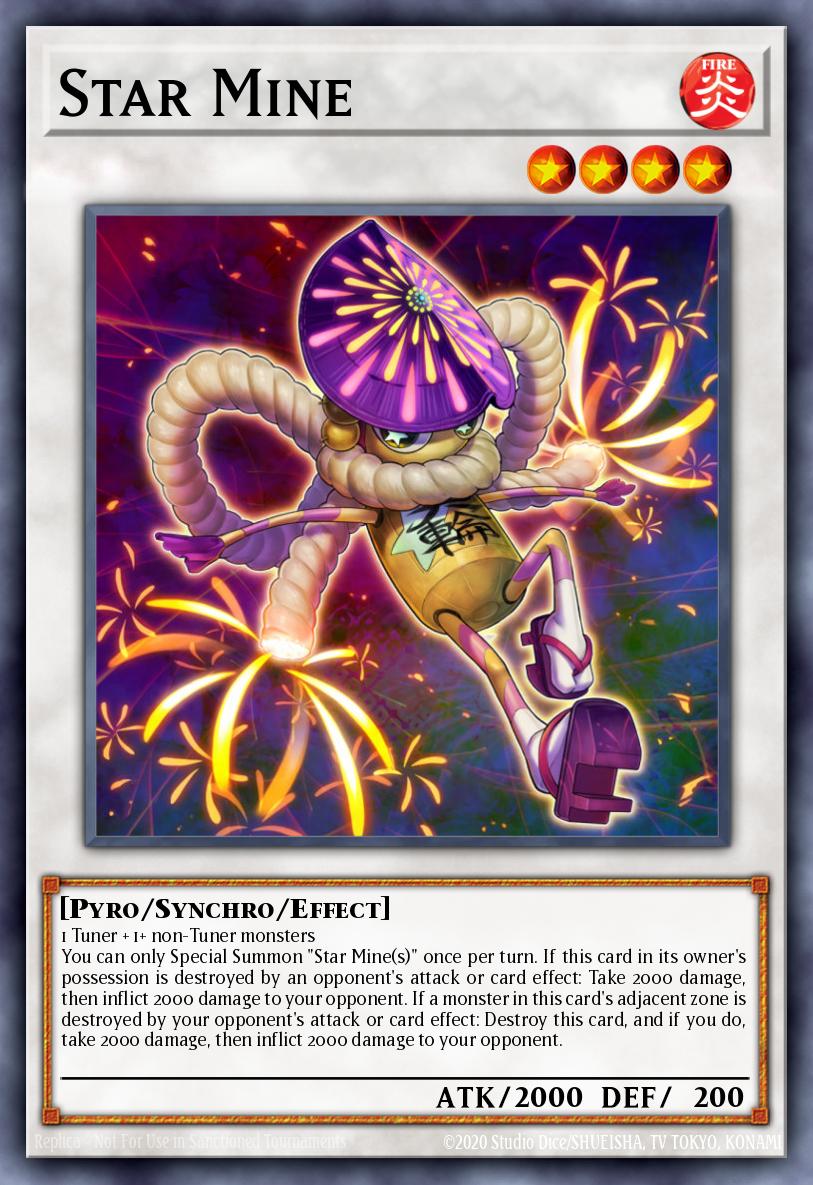 Star Mine
FIRE
炎
[Pyro/Synchro/Effect]
1 Tuner + 1+ non-Tuner monsters
You can only Special Summon "Star Mine(s)" once per turn. If this card in its owner's
possession is destroyed by an opponent's attack or card effect: Take 2000 damage,
then inflict 2000 damage to your opponent. If a monster in this card's adjacent zone is
destroyed by your opponent's attack or card effect: Destroy this card, and if you do,
take 2000 damage, then inflict 2000 damage to your opponent.
ATK/2000 DEF/ 200
Replica - Not For Use in Sanctioned Tournaments
©2020 Studio Dice/SHUEISHA, TV TOKYO, KONAMI